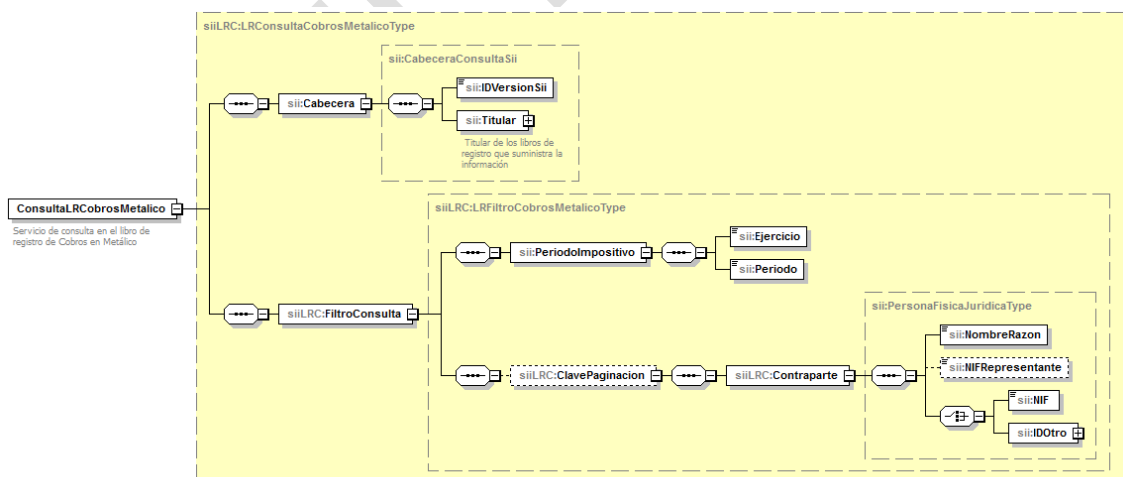 siiLRC:LRConsultaCobrosMetalicoType
sii:CabeceraConsultaSii
sii:IDVersionSii
sii:Cabecera
sii:Titular
Titular de los libros de
registro que suministra la
información
ConsultaLRCobrosMetalico
Servicio de consulta en el libro de
registro de Cobros en Metálico
siiLRC:LRFiltroCobrosMetalicoType
sii:Ejercicio
sii:PeriodoImpositivo
sii:Periodo
siiLRC:FiltroConsulta
sii:PersonaFisicaJuridicaType
sii:NombreRazon
siiLRC:ClavePaginacion
siiLRC:Contraparte
sii:NIFRepresentante
sii:NIF
sii:IDOtro